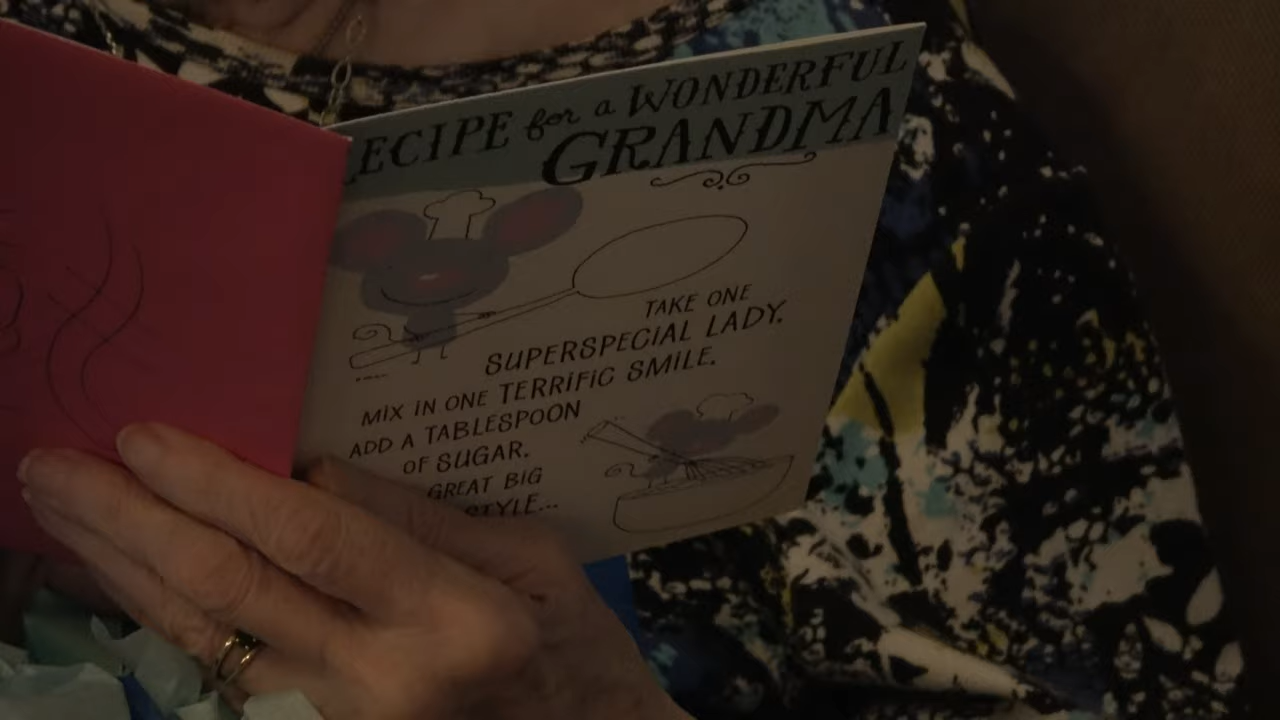 ECIPE for a WONDERFUL
GRANDMA
TAKE ONE
SUPERSPECIAL LADY.
MIX IN ONE TERRIFIC SMILE.
ADD A TABLESPOON
OF SUGAR.
GREAT BIG
STYLE...